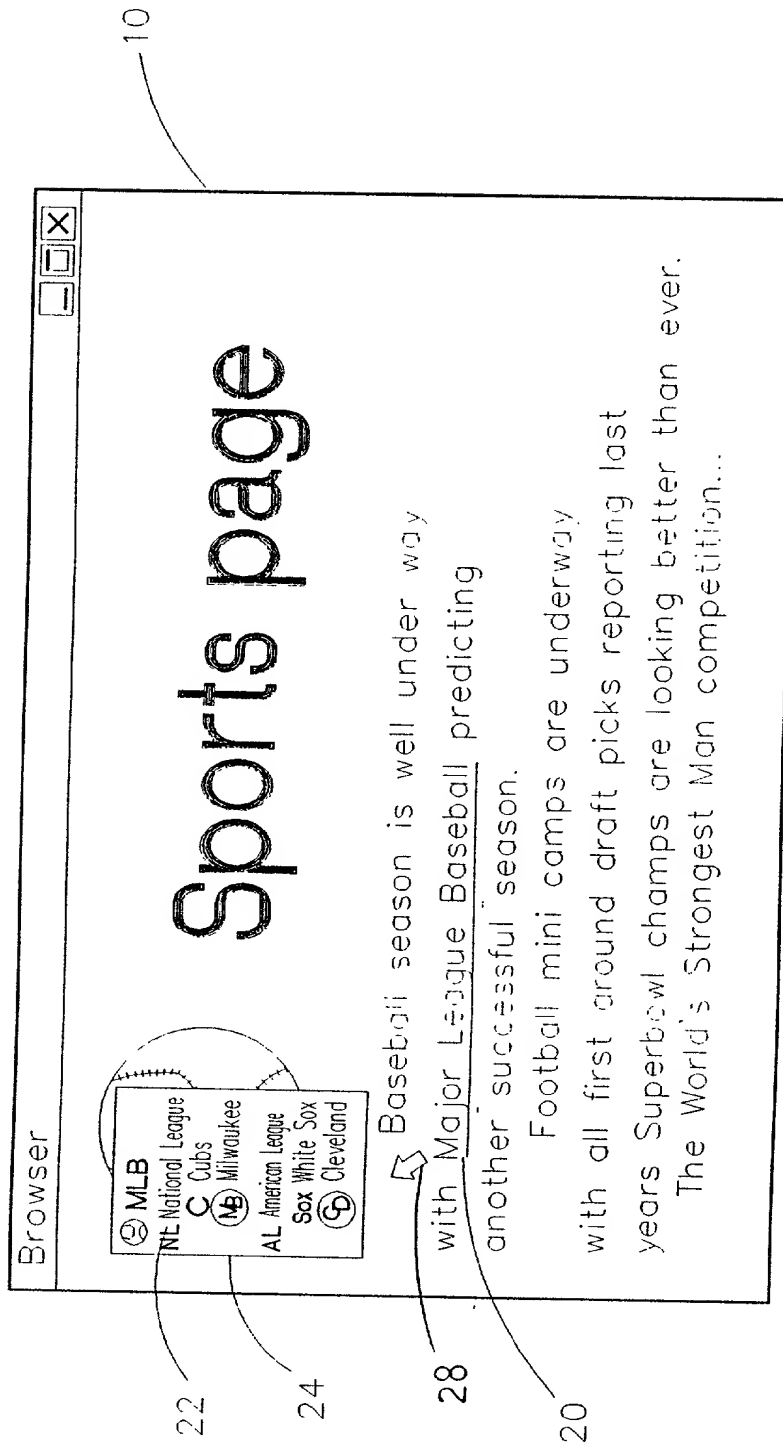 10
Browser
Sports page
MLB
NL National League
C Cubs
MB Milwaukee
AL American League
Sox White Sox
CD Cleveland
Baseball season is well under way
with Major League Baseball predicting
another successful season.
Football mini camps are underway
with all first around draft picks reporting last
years Superbowl champs are looking better than ever.
The World's Strongest Man competition...
22
24
28
20